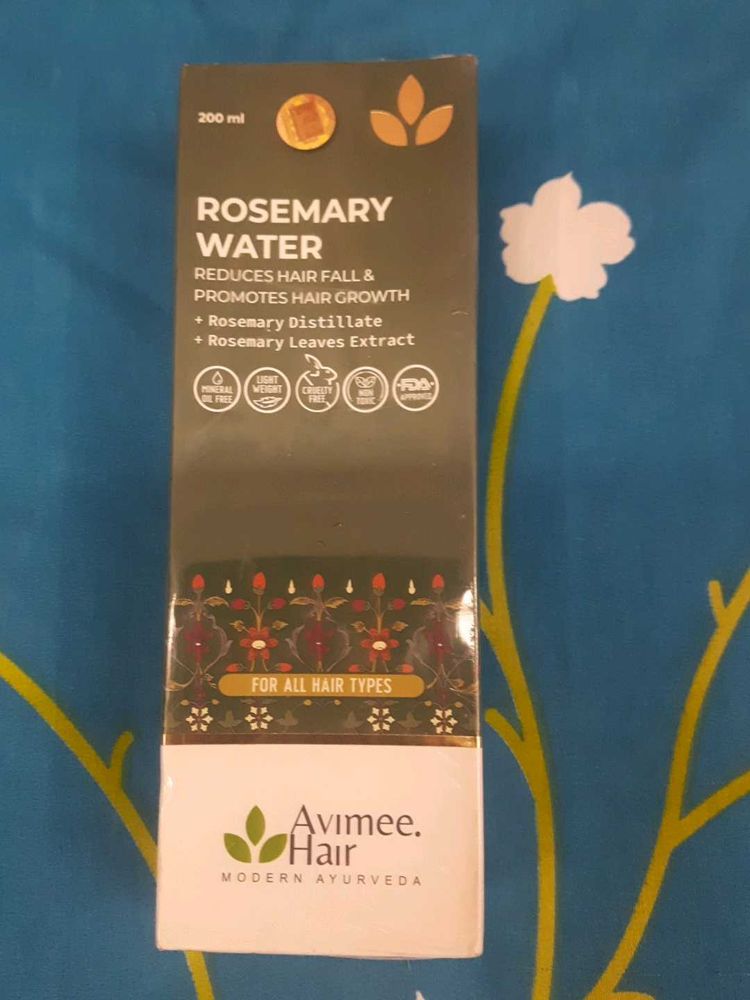 200 ml
ROSEMARY
WATER
REDUCES HAIR FALL &
PROMOTES HAIR GROWTH
+ Rosemary Distillate
+ Rosemary Leaves Extract
MINERAL
OIL FREE
LIGHT
WEIGHT
CRUELTY
FREE
NON
TOXIC
FDA
APPROVED
FOR ALL HAIR TYPES
Avimee.
Hair
MODERN AYURVEDA